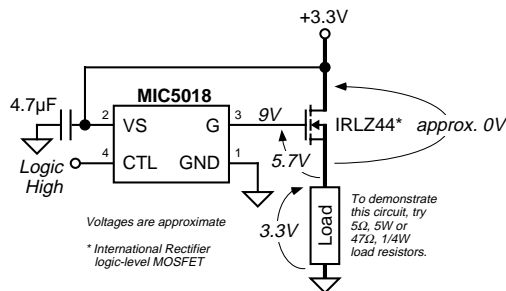 +3.3V
MIC5018
4.7µF
2
VS
G
3
9V
IRLZ44*
approx. 0V
4
CTL
GND
1
5.7V
Logic
High
Voltages are approximate
* International Rectifier
logic-level MOSFET
3.3V
Load
To demonstrate
this circuit, try
5Ω, 5W or
47Ω, 1/4W
load resistors.